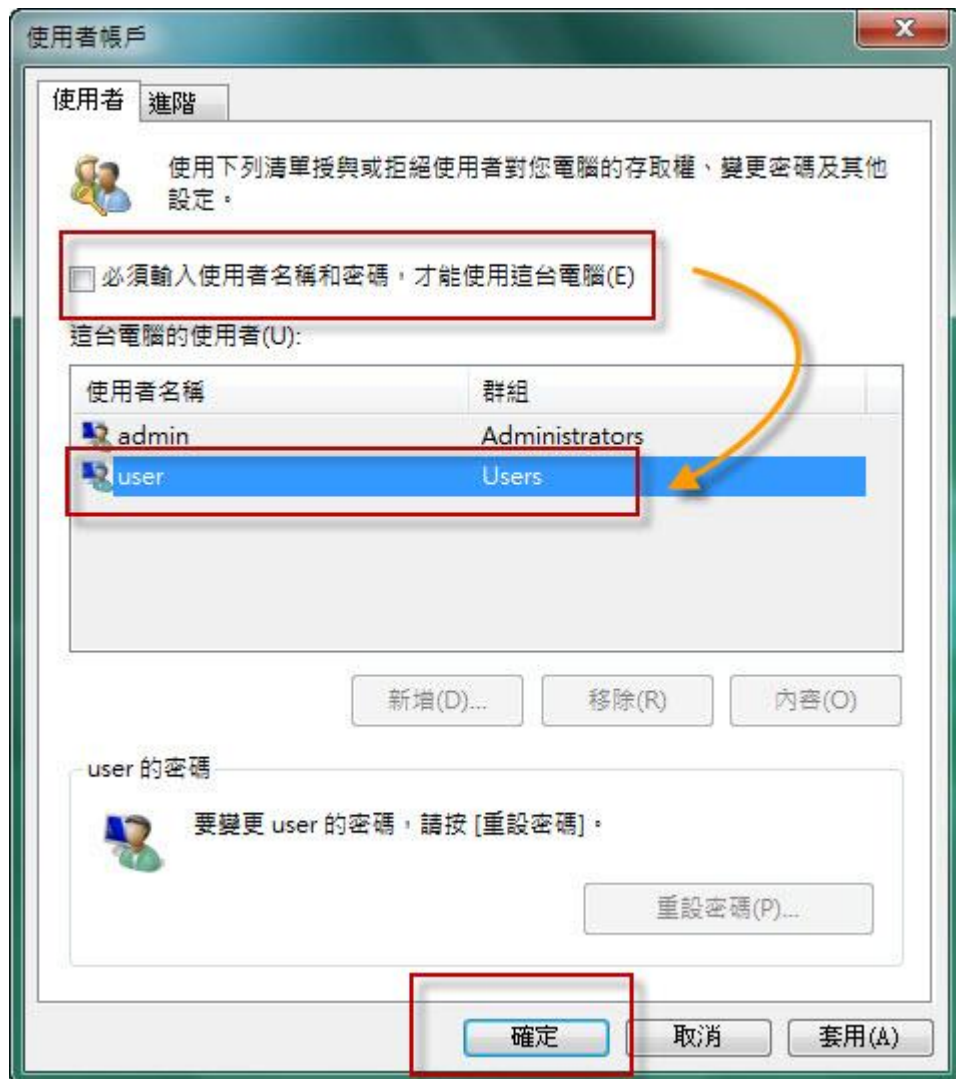 使用者帳戶
使用者 進階
使用下列清單授與或拒絕使用者對您電腦的存取權、變更密碼及其他
設定。
必須輸入使用者名稱和密碼，才能使用這台電腦(E)
這台電腦的使用者(U):
使用者名稱 群組
admin Administrators
user Users
新增(D)... 移除(R) 內容(O)
user 的密碼
要變更 user 的密碼，請按 [重設密碼]。
重設密碼(P)...
確定 取消 套用(A)